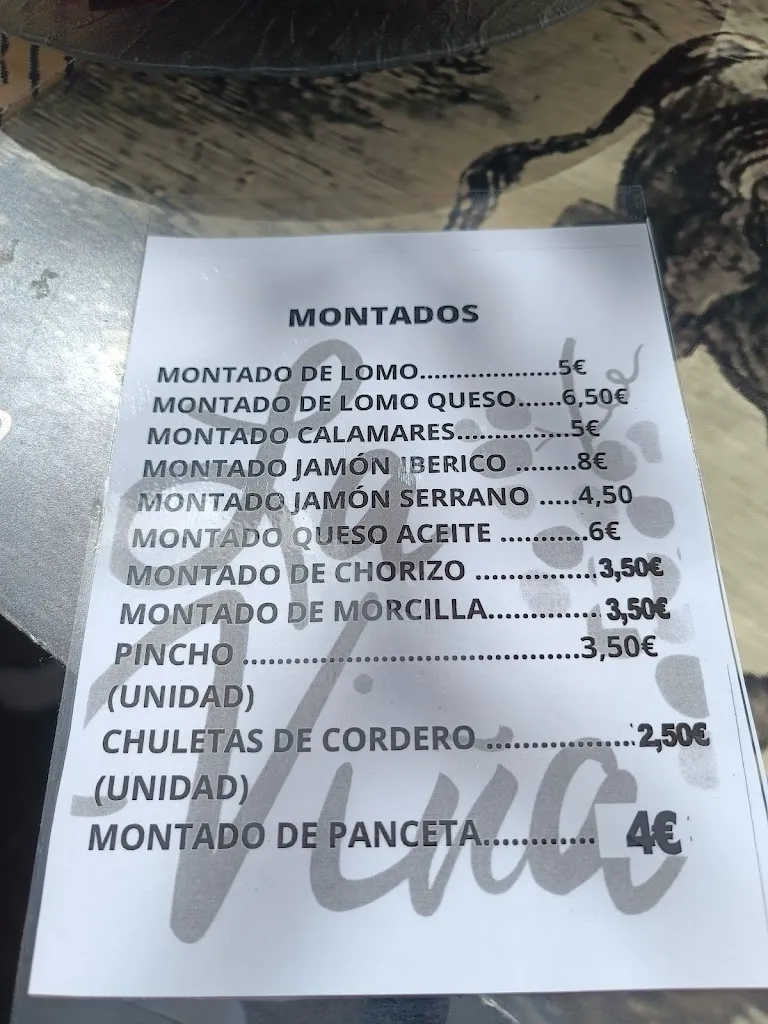 MONTADOS
MONTADO DE LOMO...................5€
MONTADO DE LOMO QUESO......6,50€
MONTADO CALAMARES...............5€
MONTADO JAMÓN IBERICO ........8€
MONTADO JAMÓN SERRANO .....4,50
MONTADO QUESO ACEITE ...........6€
MONTADO DE CHORIZO ...............3,50€
MONTADO DE MORCILLA.............. 3,50€
PINCHO .....................................3,50€
(UNIDAD)
CHULETAS DE CORDERO ..................2,50€
(UNIDAD)
MONTADO DE PANCETA............ 4€
La
Viña